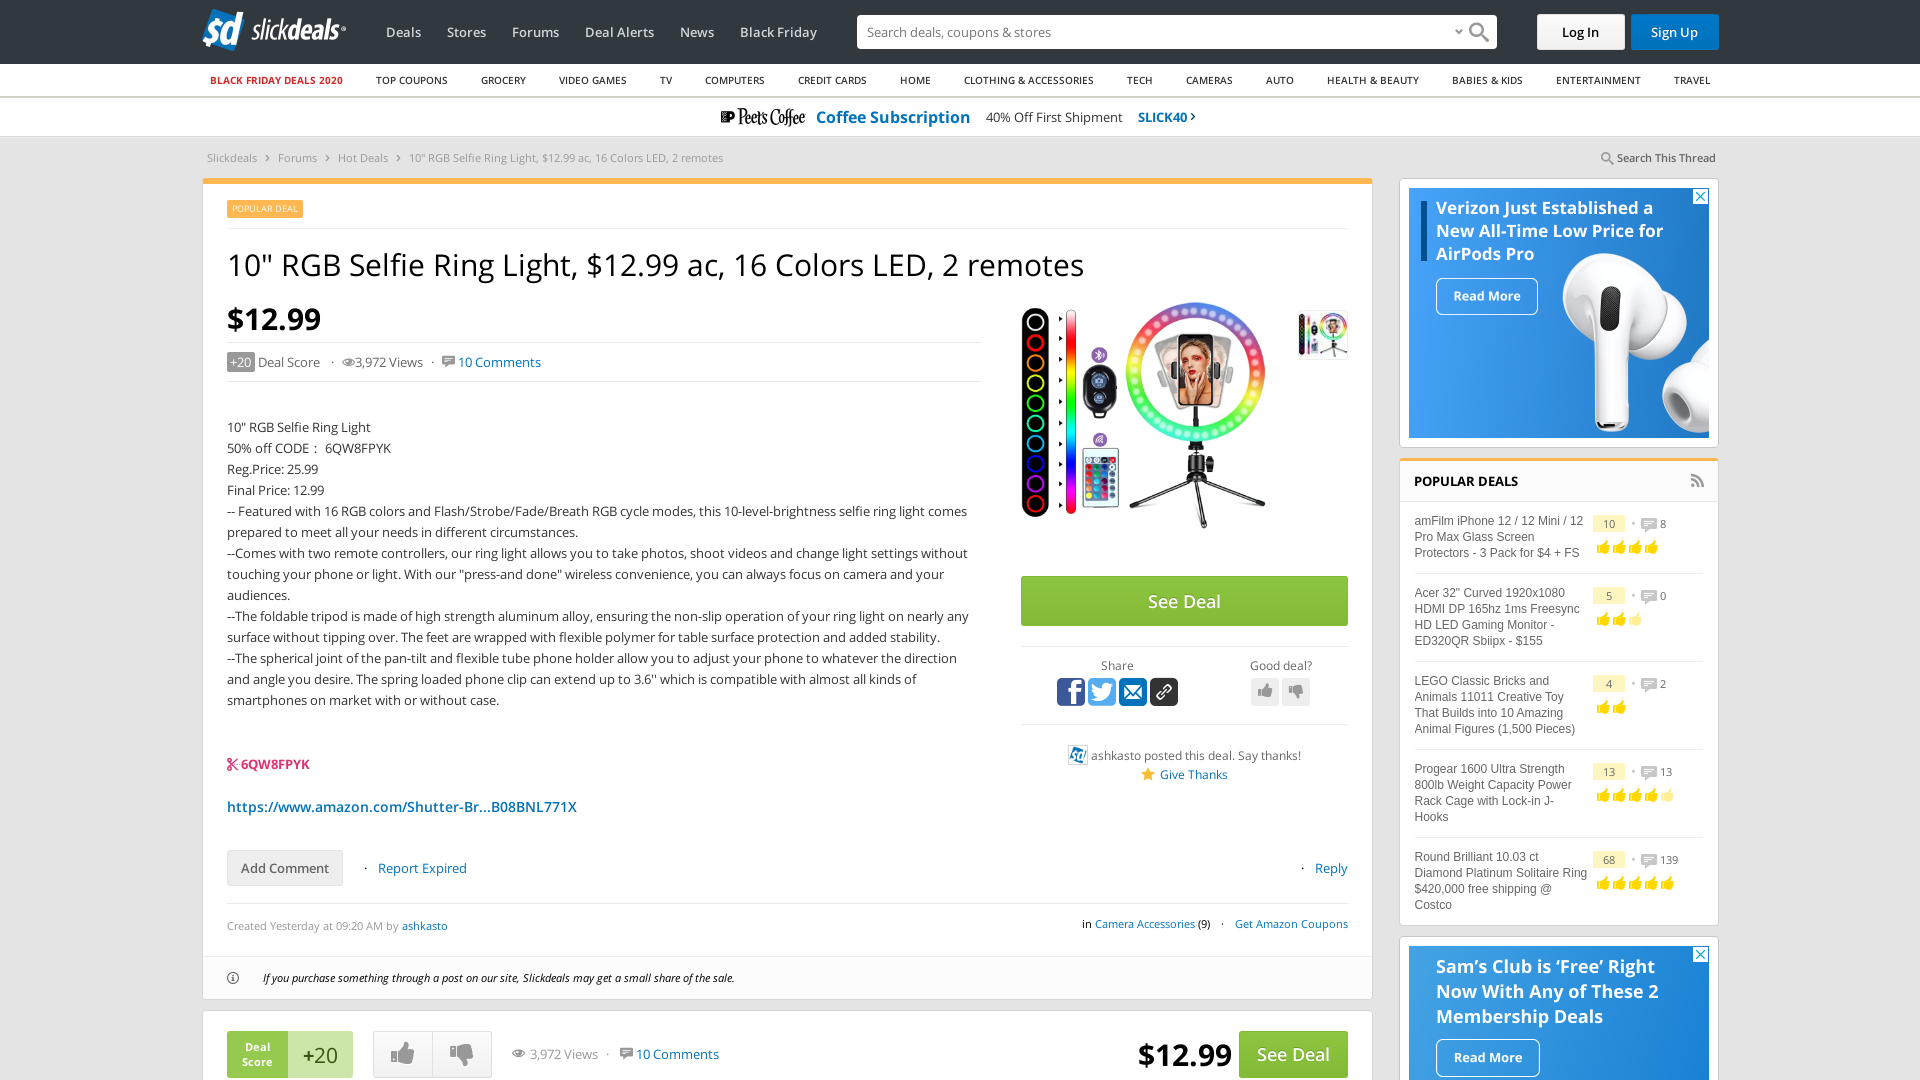 slickdeals
Deals
Stores
Forums
Deal Alerts
News
Black Friday
Search deals, coupons & stores
Log In
Sign Up
BLACK FRIDAY DEALS 2020
TOP COUPONS
GROCERY
VIDEO GAMES
TV
COMPUTERS
CREDIT CARDS
HOME
CLOTHING & ACCESSORIES
TECH
CAMERAS
AUTO
HEALTH & BEAUTY
BABIES & KIDS
ENTERTAINMENT
TRAVEL
Peet's Coffee Coffee Subscription 40% Off First Shipment SLICK40
Slickdeals › Forums › Hot Deals › 10" RGB Selfie Ring Light, $12.99 ac, 16 Colors LED, 2 remotes
Search This Thread
POPULAR DEAL
10" RGB Selfie Ring Light, $12.99 ac, 16 Colors LED, 2 remotes
$12.99
+20 Deal Score · 3,972 Views · 10 Comments
10" RGB Selfie Ring Light
50% off CODE： 6QW8FPYK
Reg.Price: 25.99
Final Price: 12.99
-- Featured with 16 RGB colors and Flash/Strobe/Fade/Breath RGB cycle modes, this 10-level-brightness selfie ring light comes
prepared to meet all your needs in different circumstances.
--Comes with two remote controllers, our ring light allows you to take photos, shoot videos and change light settings without
touching your phone or light. With our "press-and done" wireless convenience, you can always focus on camera and your
audiences.
--The foldable tripod is made of high strength aluminum alloy, ensuring the non-slip operation of your ring light on nearly any
surface without tipping over. The feet are wrapped with flexible polymer for table surface protection and added stability.
--The spherical joint of the pan-tilt and flexible tube phone holder allow you to adjust your phone to whatever the direction
and angle you desire. The spring loaded phone clip can extend up to 3.6'' which is compatible with almost all kinds of
smartphones on market with or without case.
6QW8FPYK
https://www.amazon.com/Shutter-Br...B08BNL771X
Add Comment
· Report Expired
· Reply
Created Yesterday at 09:20 AM by ashkasto
in Camera Accessories (9) · Get Amazon Coupons
If you purchase something through a post on our site, Slickdeals may get a small share of the sale.
See Deal
Share
Good deal?
ashkasto posted this deal. Say thanks!
Give Thanks
Deal
Score
+20
3,972 Views · 10 Comments
$12.99
See Deal
Verizon Just Established a
New All-Time Low Price for
AirPods Pro
Read More
POPULAR DEALS
amFilm iPhone 12 / 12 Mini / 12
Pro Max Glass Screen
Protectors - 3 Pack for $4 + FS
10 · 8
Acer 32" Curved 1920x1080
HDMI DP 165hz 1ms Freesync
HD LED Gaming Monitor -
ED320QR Sbiipx - $155
5 · 0
LEGO Classic Bricks and
Animals 11011 Creative Toy
That Builds into 10 Amazing
Animal Figures (1,500 Pieces)
4 · 2
Progear 1600 Ultra Strength
800lb Weight Capacity Power
Rack Cage with Lock-in J-
Hooks
13 · 13
Round Brilliant 10.03 ct
Diamond Platinum Solitaire Ring
$420,000 free shipping @
Costco
68 · 139
Sam's Club is ‘Free’ Right
Now With Any of These 2
Membership Deals
Read More